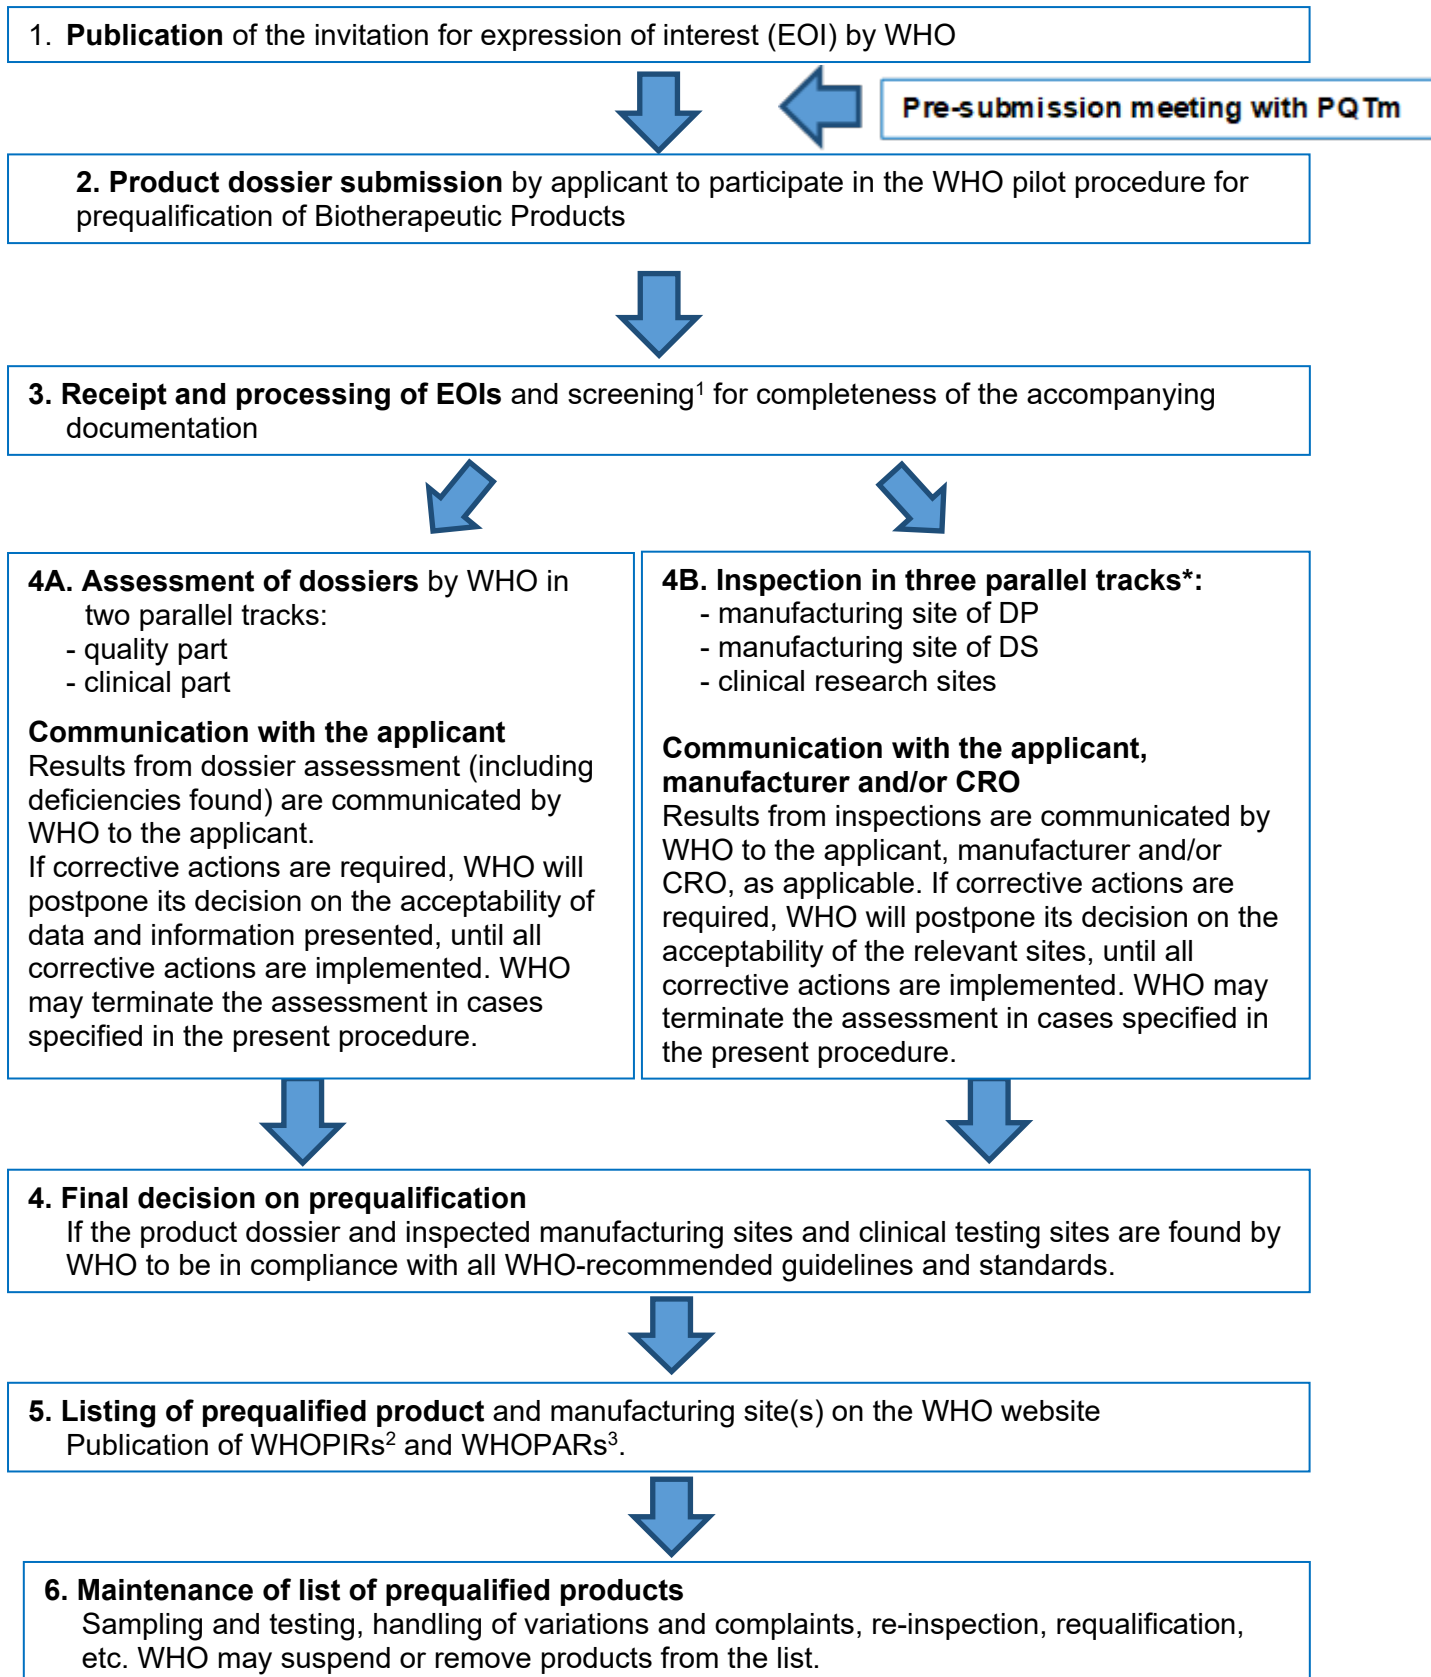 1. Publication of the invitation for expression of interest (EOI) by WHO
Pre-submission meeting with PQTm
2. Product dossier submission by applicant to participate in the WHO pilot procedure for
prequalification of Biotherapeutic Products
3. Receipt and processing of EOIs and screening¹ for completeness of the accompanying
documentation
4A. Assessment of dossiers by WHO in
two parallel tracks:
- quality part
- clinical part
Communication with the applicant
Results from dossier assessment (including
deficiencies found) are communicated by
WHO to the applicant.
If corrective actions are required, WHO will
postpone its decision on the acceptability of
data and information presented, until all
corrective actions are implemented. WHO
may terminate the assessment in cases
specified in the present procedure.
4B. Inspection in three parallel tracks*:
- manufacturing site of DP
- manufacturing site of DS
- clinical research sites
Communication with the applicant,
manufacturer and/or CRO
Results from inspections are communicated by
WHO to the applicant, manufacturer and/or
CRO, as applicable. If corrective actions are
required, WHO will postpone its decision on the
acceptability of the relevant sites, until all
corrective actions are implemented. WHO may
terminate the assessment in cases specified in
the present procedure.
4. Final decision on prequalification
If the product dossier and inspected manufacturing sites and clinical testing sites are found by
WHO to be in compliance with all WHO-recommended guidelines and standards.
5. Listing of prequalified product and manufacturing site(s) on the WHO website
Publication of WHOPIRs² and WHOPARs³.
6. Maintenance of list of prequalified products
Sampling and testing, handling of variations and complaints, re-inspection, requalification,
etc. WHO may suspend or remove products from the list.